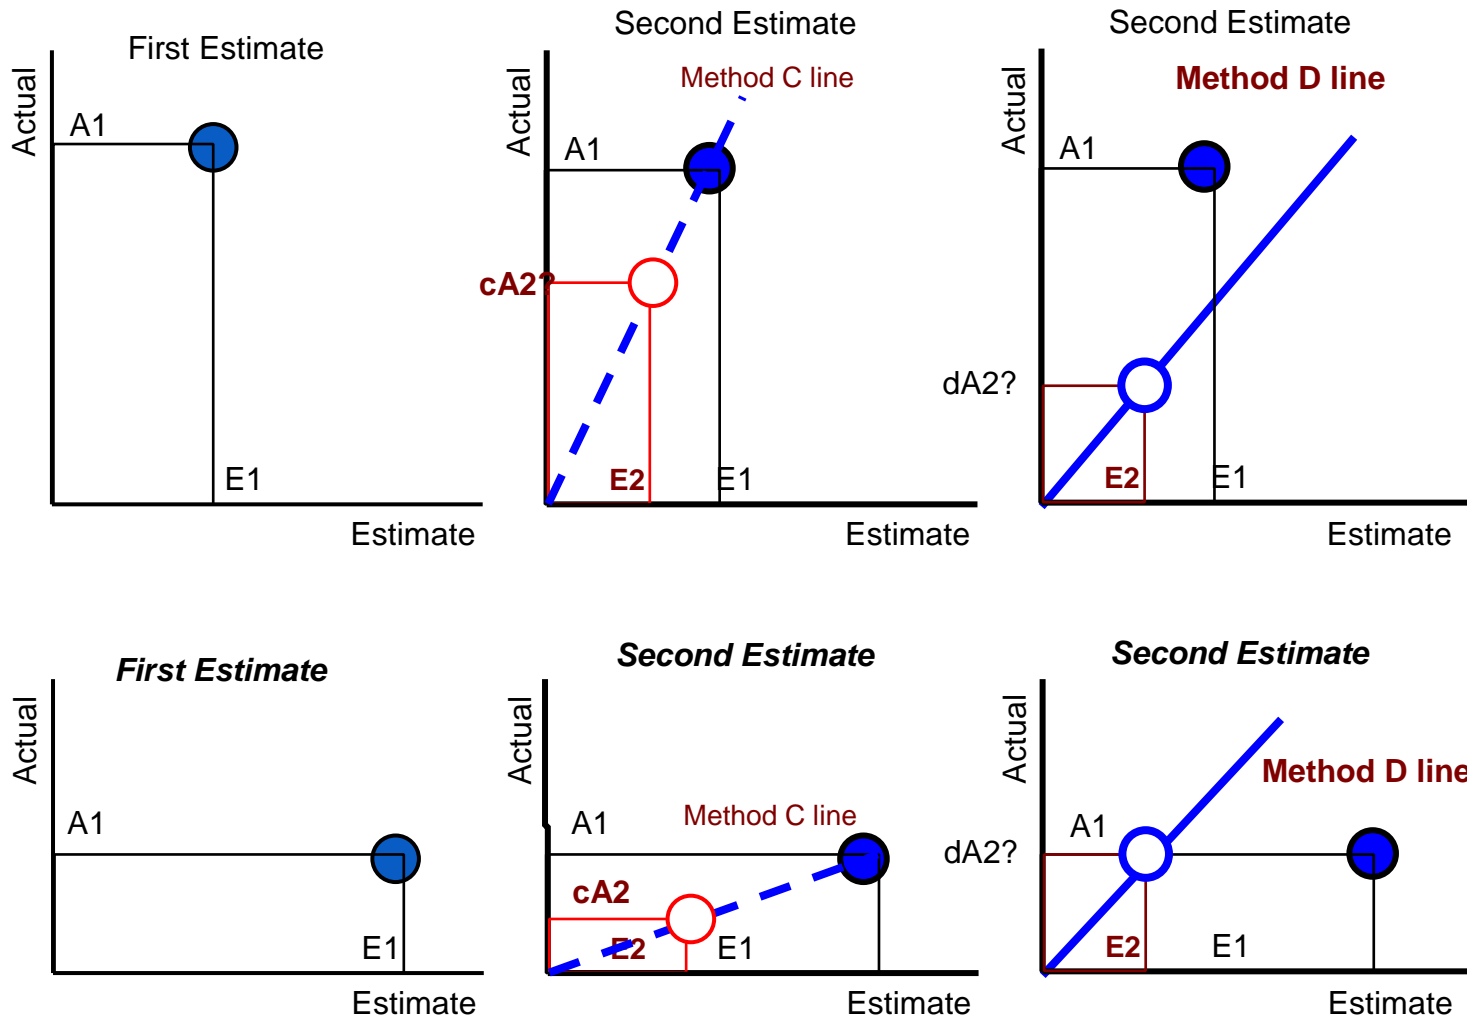 First Estimate
Actual
A1
E1
Estimate
Second Estimate
Method C line
Actual
A1
cA2?
E2
E1
Estimate
Second Estimate
Method D line
Actual
A1
dA2?
E2
E1
Estimate
First Estimate
Actual
A1
E1
Estimate
Second Estimate
Actual
A1
Method C line
cA2
E2
E1
Estimate
Second Estimate
Actual
Method D line
A1
dA2?
E2
E1
Estimate